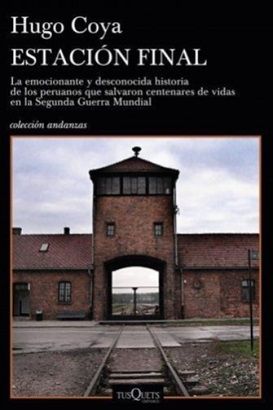 Hugo Coya
ESTACIÓN FINAL
La emocionante y desconocida historia
de los peruanos que salvaron centenares de vidas
en la Segunda Guerra Mundial
colección andanzas
TUSQUETS